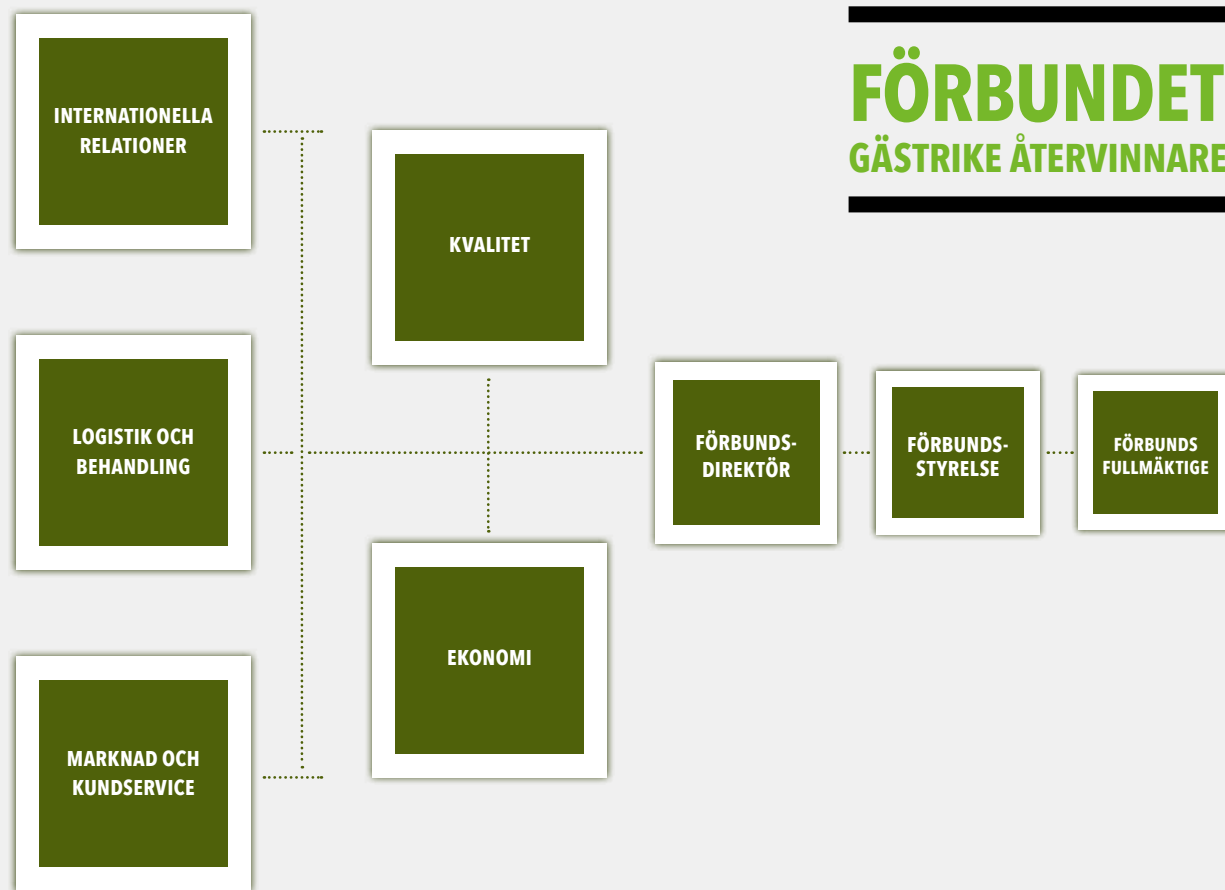 FÖRBUNDET
GÄSTRIKE ÅTERVINNARE
INTERNATIONELLA
RELATIONER
KVALITET
LOGISTIK OCH
BEHANDLING
FÖRBUNDS-
DIREKTÖR
FÖRBUNDS-
STYRELSE
FÖRBUNDS
FULLMÄKTIGE
EKONOMI
MARKNAD OCH
KUNDSERVICE